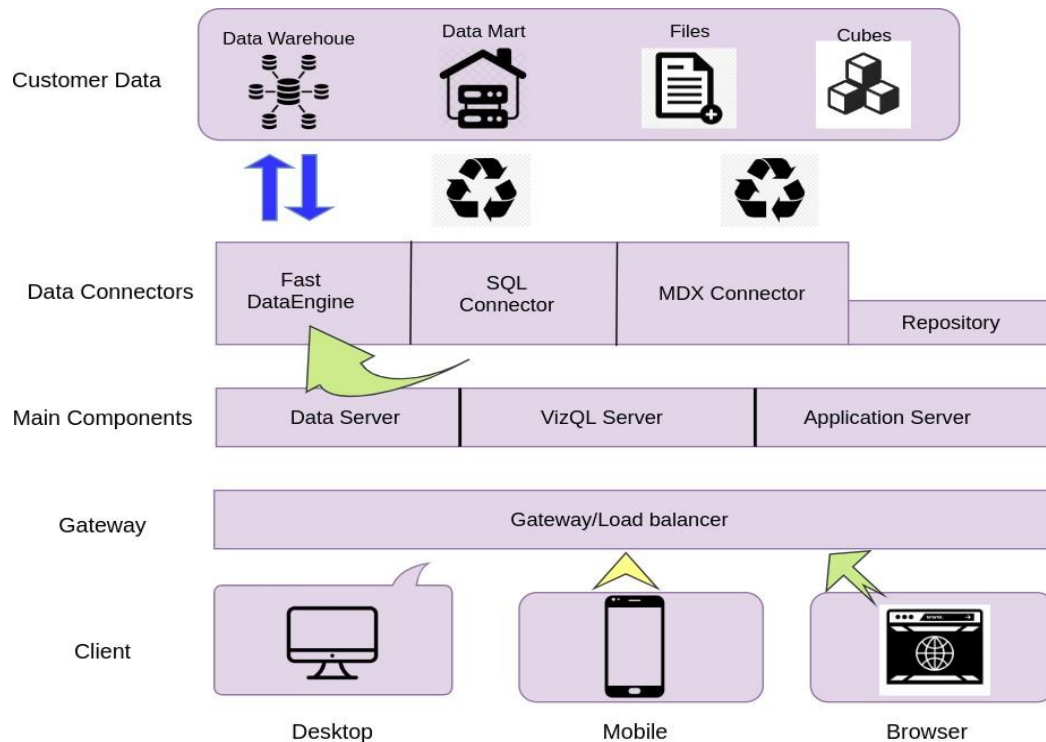 Data Warehoue
Data Mart
Files
Cubes
Customer Data
Data Connectors
Fast
DataEngine
SQL
Connector
MDX Connector
Repository
Main Components
Data Server
VizQL Server
Application Server
Gateway
Gateway/Load balancer
Client
www.
Desktop
Mobile
Browser